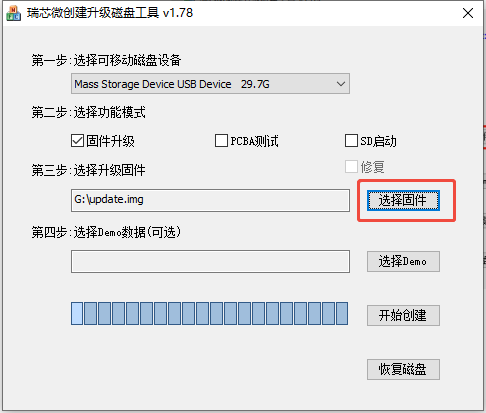 瑞芯微创建升级磁盘工具 v1.78
第一步:选择可移动磁盘设备
Mass Storage Device USB Device 29.7G
第二步:选择功能模式
固件升级 PCBA测试 SD启动
修复
第三步:选择升级固件
G:\update.img 选择固件
第四步:选择Demo数据(可选)
选择Demo
开始创建
恢复磁盘